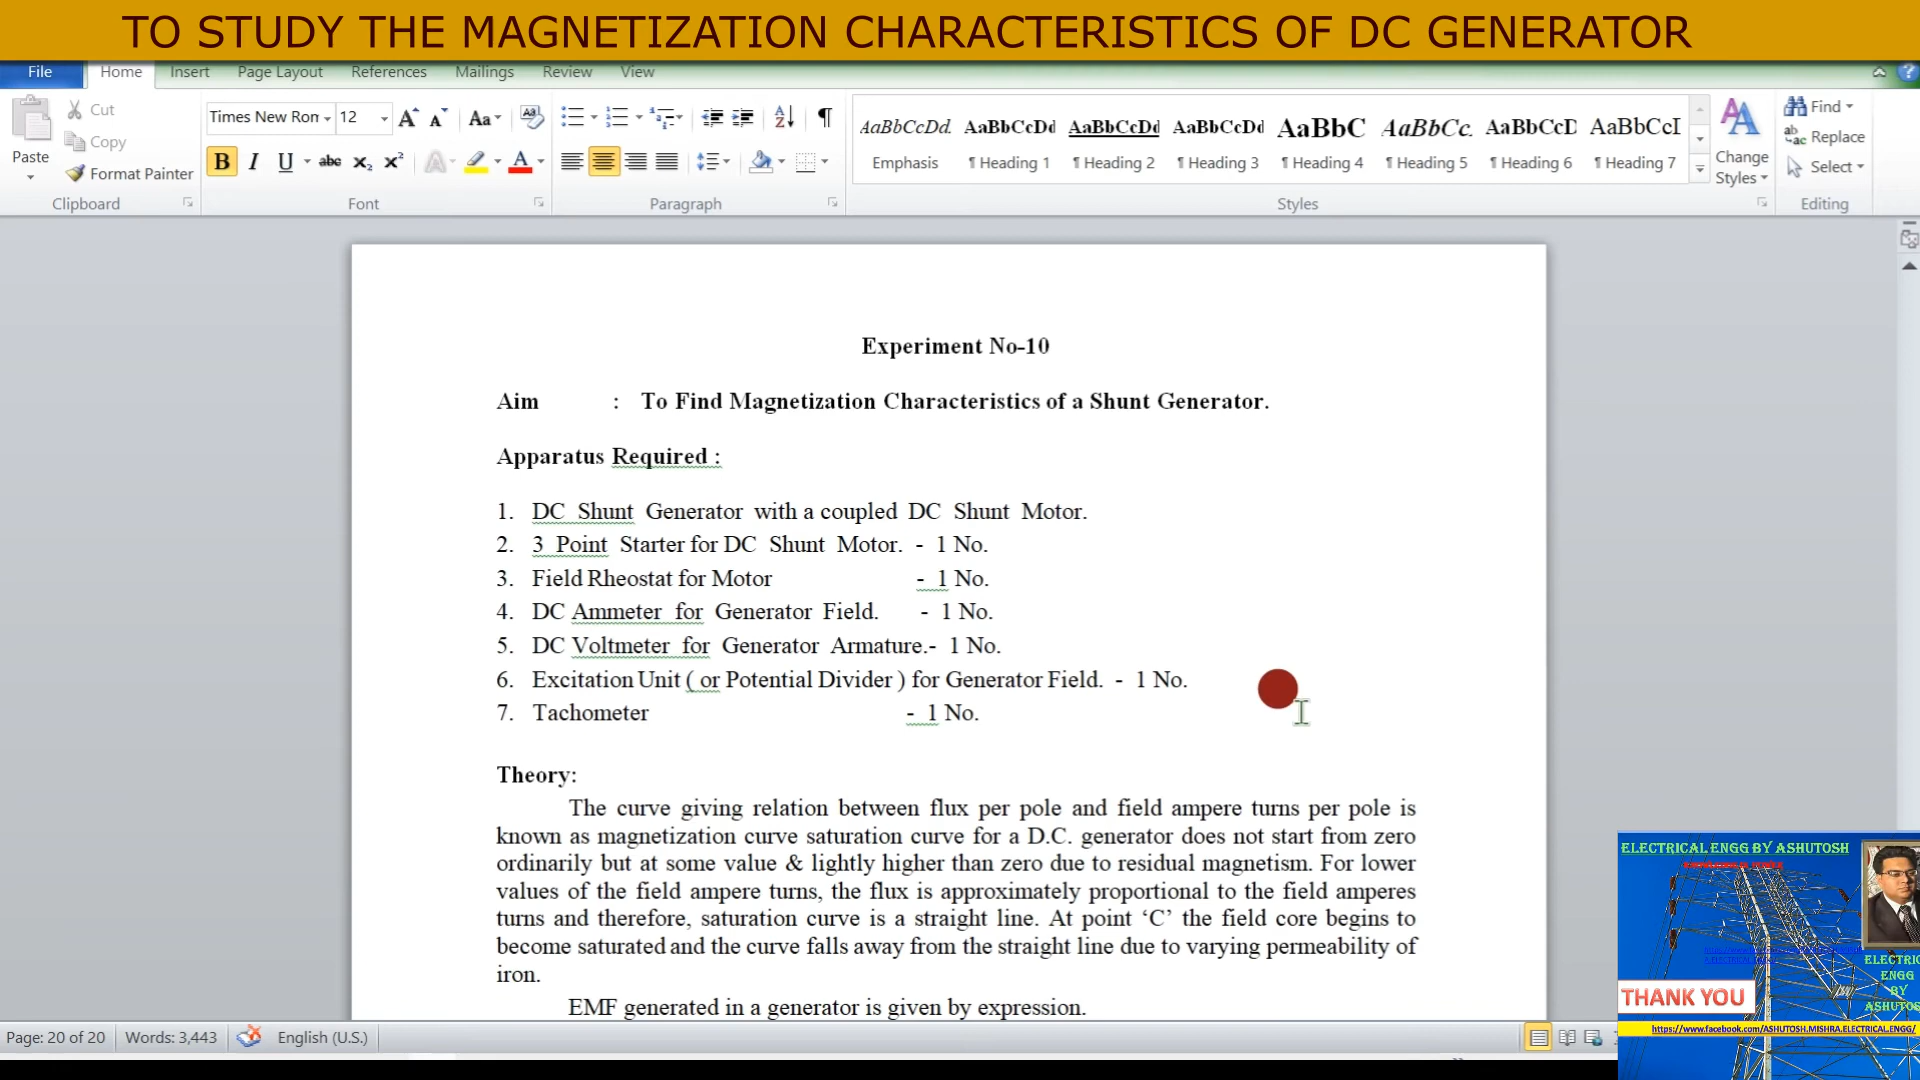 TO STUDY THE MAGNETIZATION CHARACTERISTICS OF DC GENERATOR
File Home Insert Page Layout References Mailings Review View
Cut
Copy
Paste
Format Painter
Clipboard
Times New Ron 12
Font
Paragraph
AaBbCcDd. AaBbCcDd AaBbCcDd AaBbCcDd AaBbC AaBbCc. AaBbCcD AaBbCcI
Emphasis ¶ Heading 1 ¶ Heading 2 ¶ Heading 3 ¶ Heading 4 ¶ Heading 5 ¶ Heading 6 ¶ Heading 7
Styles
Change
Styles
Find
Replace
Select
Editing
Experiment No-10
Aim : To Find Magnetization Characteristics of a Shunt Generator.
Apparatus Required :
1. DC Shunt Generator with a coupled DC Shunt Motor.
2. 3 Point Starter for DC Shunt Motor. - 1 No.
3. Field Rheostat for Motor - 1 No.
4. DC Ammeter for Generator Field. - 1 No.
5. DC Voltmeter for Generator Armature.- 1 No.
6. Excitation Unit ( or Potential Divider ) for Generator Field. - 1 No.
7. Tachometer - 1 No.
Theory:
The curve giving relation between flux per pole and field ampere turns per pole is
known as magnetization curve saturation curve for a D.C. generator does not start from zero
ordinarily but at some value & lightly higher than zero due to residual magnetism. For lower
values of the field ampere turns, the flux is approximately proportional to the field amperes
turns and therefore, saturation curve is a straight line. At point ‘C’ the field core begins to
become saturated and the curve falls away from the straight line due to varying permeability of
iron.
EMF generated in a generator is given by expression.
Page: 20 of 20 Words: 3,443 English (U.S.)
ELECTRICAL ENGG BY ASHUTOSH
ELECTRIC
ENGG
BY
ASHUTOS
THANK YOU
https://www.facebook.com/ASHUTOSH.MISHRA.ELECTRICAL.ENGG/